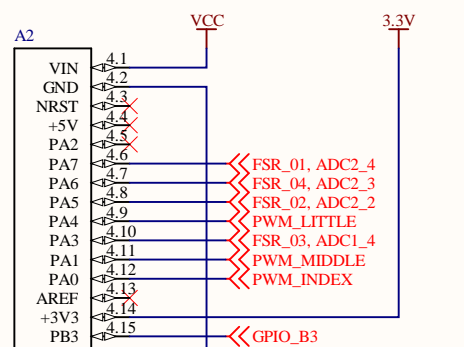 VCC 3.3V
A2
VIN 4.1
GND 4.2
NRST 4.3
+5V 4.4
PA2 4.5
PA7 4.6 FSR_01, ADC2_4
PA6 4.7 FSR_04, ADC2_3
PA5 4.8 FSR_02, ADC2_2
PA4 4.9 PWM_LITTLE
PA3 4.10 FSR_03, ADC1_4
PA1 4.11 PWM_MIDDLE
PA0 4.12 PWM_INDEX
AREF 4.13
+3V3 4.14
PB3 4.15 GPIO_B3